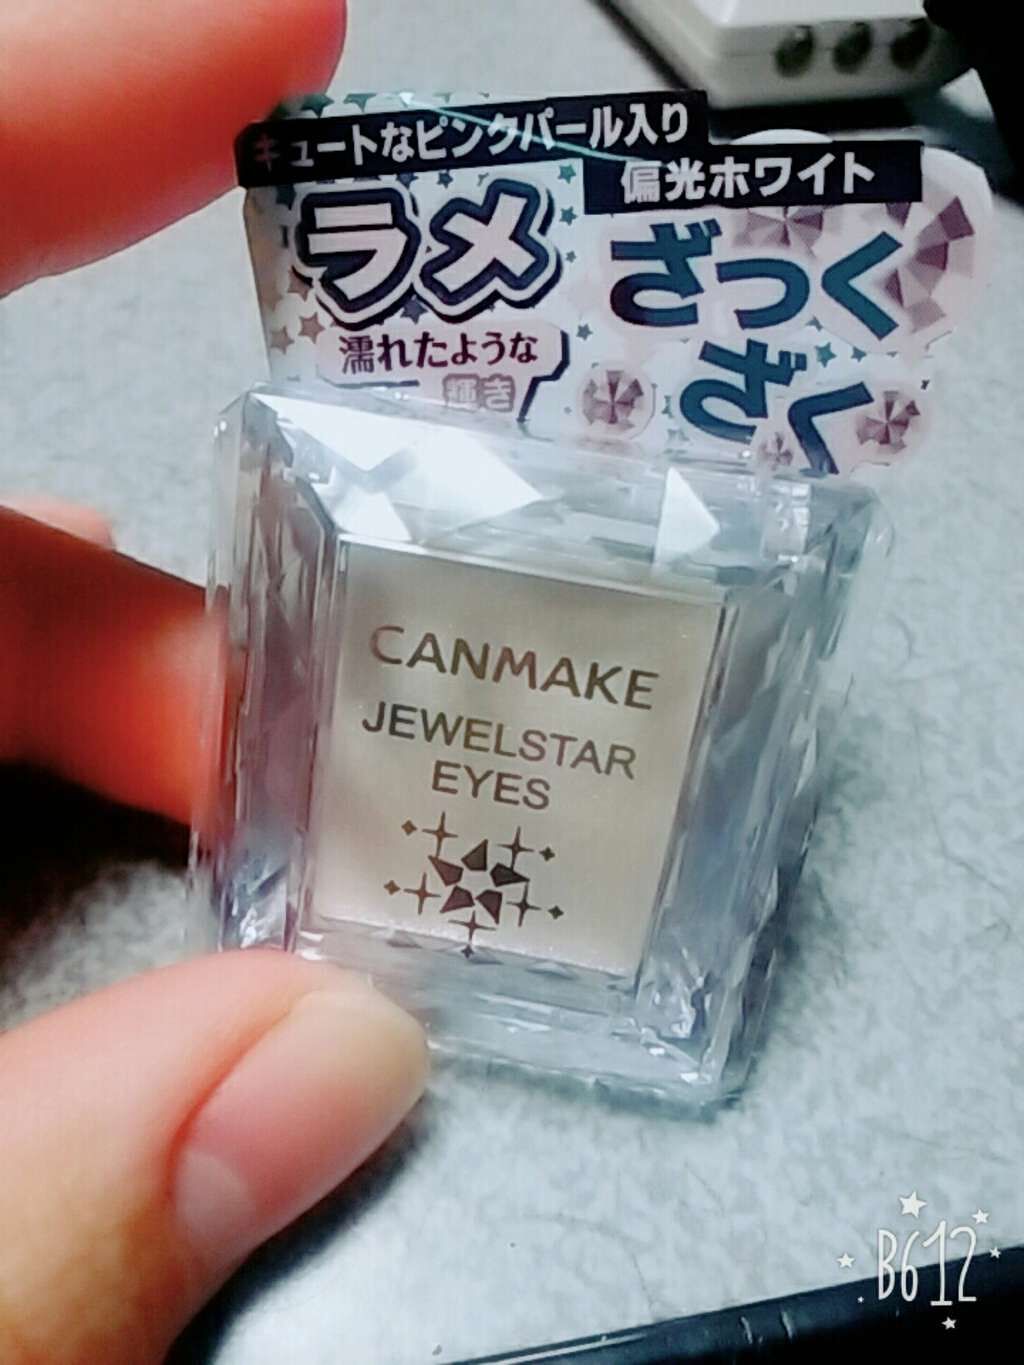 キュートなピンクパール入り
偏光ホワイト
ラメ
ざっく
ざく
濡れたような
輝き
CANMAKE
JEWELSTAR
EYES
B612